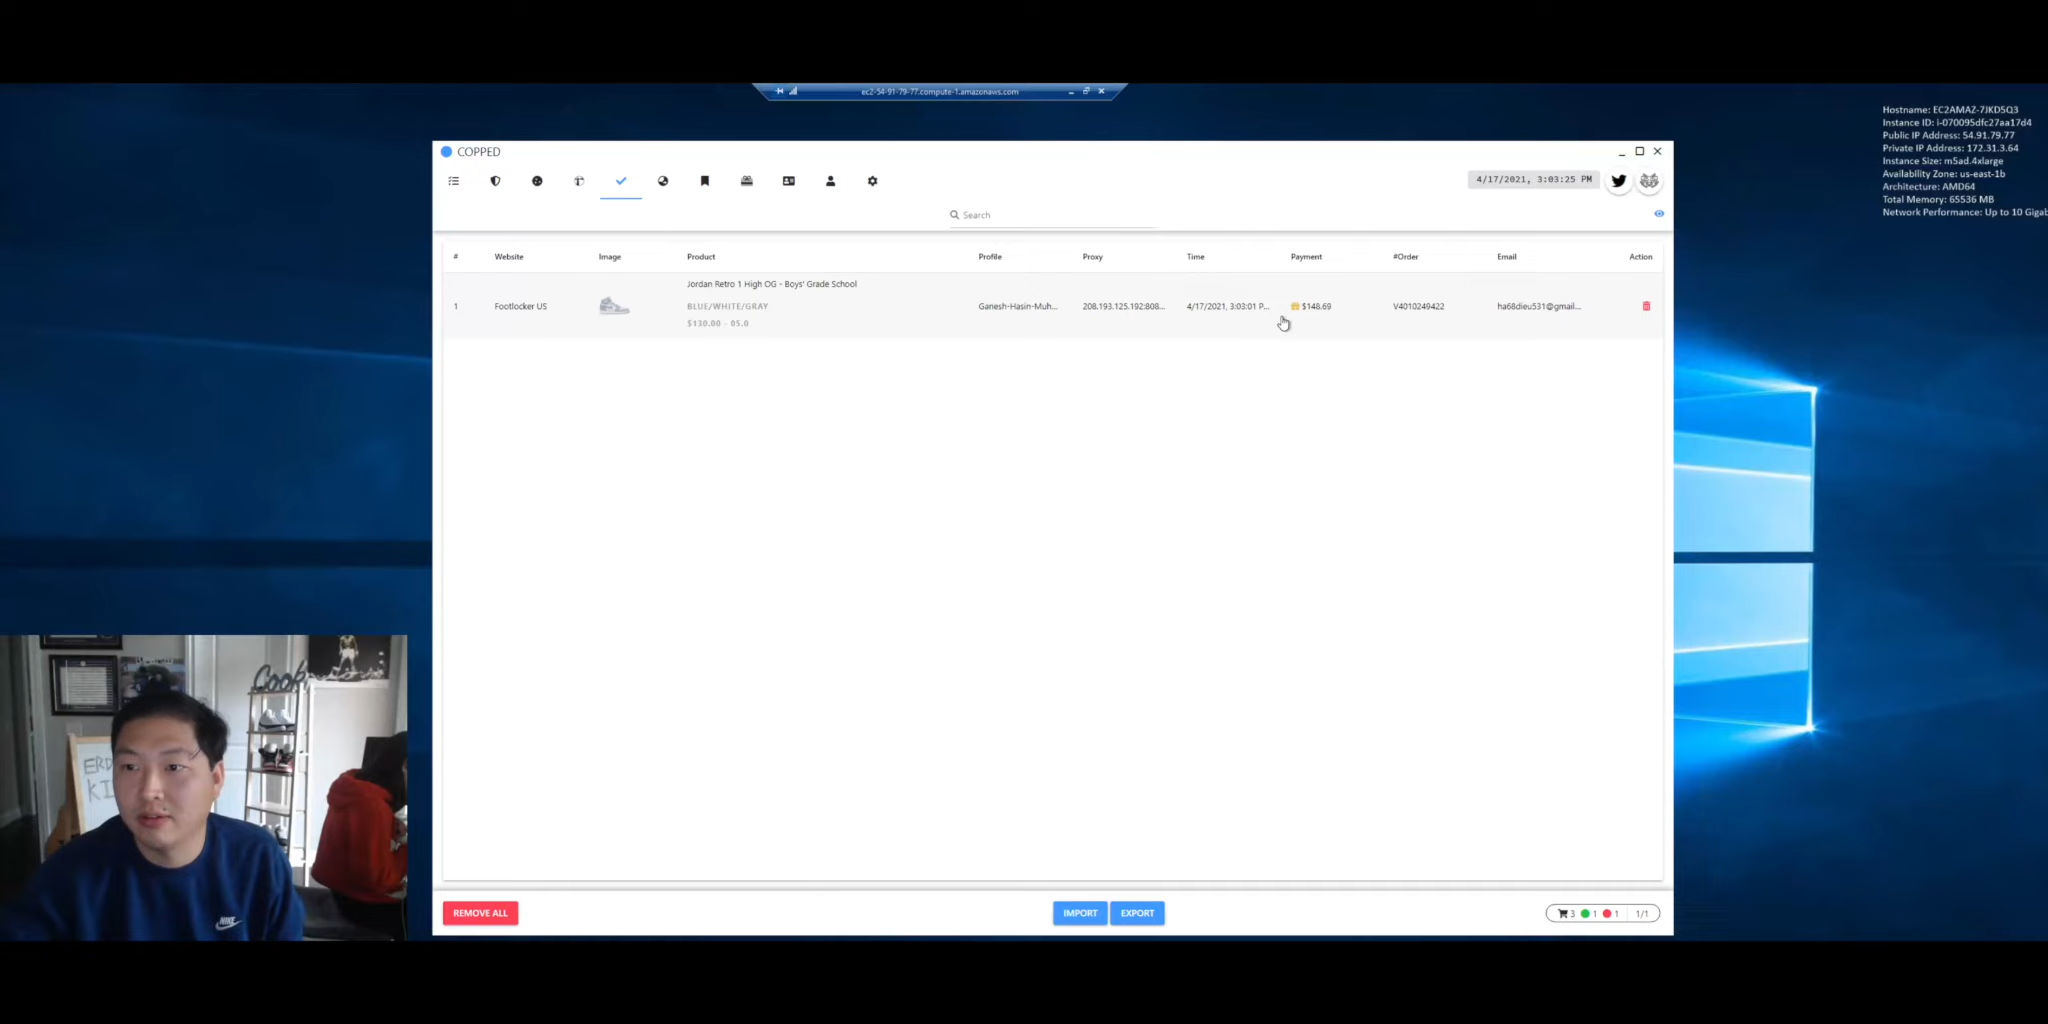 ec2-54-91-79-77.compute-1.amazonaws.com
Hostname: EC2AMAZ-7JKD5Q3
Instance ID: i-070095dfc27aa17d4
Public IP Address: 54.91.79.77
Private IP Address: 172.31.3.64
Instance Size: m5ad.4xlarge
Availability Zone: us-east-1b
Architecture: AMD64
Total Memory: 65536 MB
Network Performance: Up to 10 Gigab
COPPED
4/17/2021, 3:03:25 PM
Search
# Website Image Product Profile Proxy Time Payment #Order Email Action
Jordan Retro 1 High OG - Boys' Grade School
1 Footlocker US BLUE/WHITE/GRAY Ganesh-Hasin-Muh... 208.193.125.192:808... 4/17/2021, 3:03:01 P... $148.69 V4010249422 ha68dieu531@gmail...
$130.00 - 05.0
REMOVE ALL IMPORT EXPORT 3 1 1 1/1
Cook
ERD
KI
NIKE